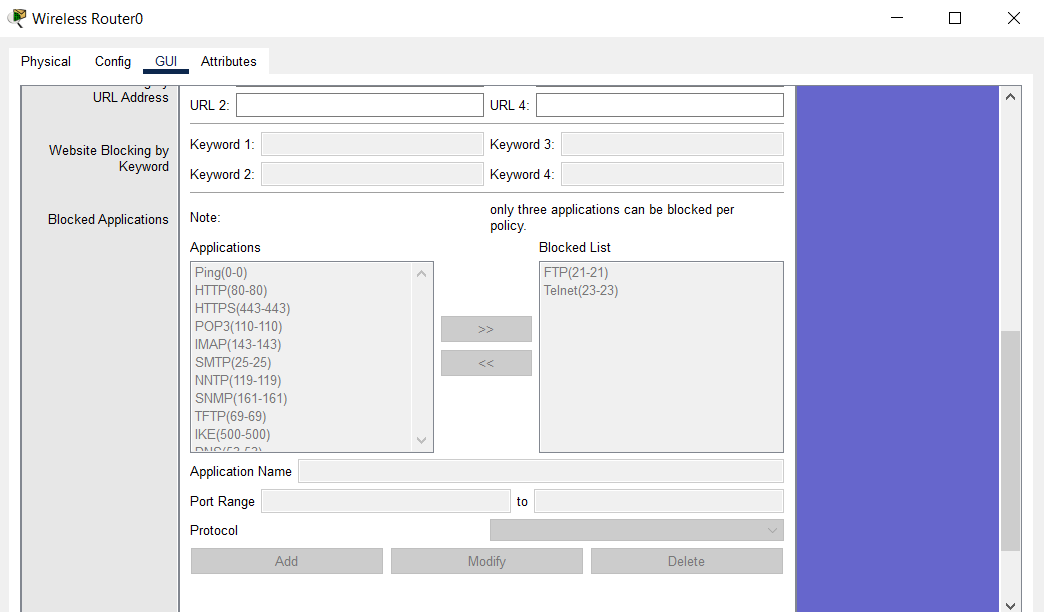 Wireless Router0
Physical Config GUI Attributes
URL Address
URL 2: URL 4:
Website Blocking by
Keyword
Keyword 1: Keyword 3:
Keyword 2: Keyword 4:
Blocked Applications
Note: only three applications can be blocked per
policy.
Applications Blocked List
Ping(0-0)
HTTP(80-80)
HTTPS(443-443)
POP3(110-110)
IMAP(143-143)
SMTP(25-25)
NNTP(119-119)
SNMP(161-161)
TFTP(69-69)
IKE(500-500)
DNS(53-53)
>>
<<
FTP(21-21)
Telnet(23-23)
Application Name
Port Range to
Protocol
Add Modify Delete